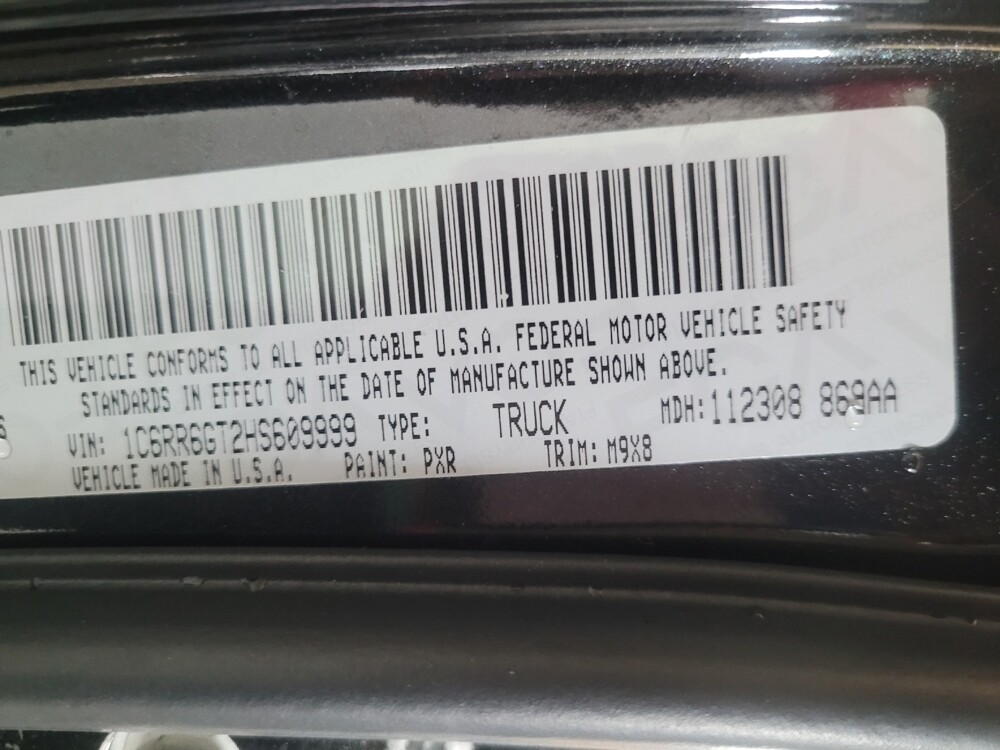 THIS VEHICLE CONFORMS TO ALL APPLICABLE U.S.A. FEDERAL MOTOR VEHICLE SAFETY
STANDARDS IN EFFECT ON THE DATE OF MANUFACTURE SHOWN ABOVE.
VIN: 1C6RR6GT2HS609999 TYPE: TRUCK MDH: 112308 869AA
VEHICLE MADE IN U.S.A. PAINT: PXR TRIM: M9X8